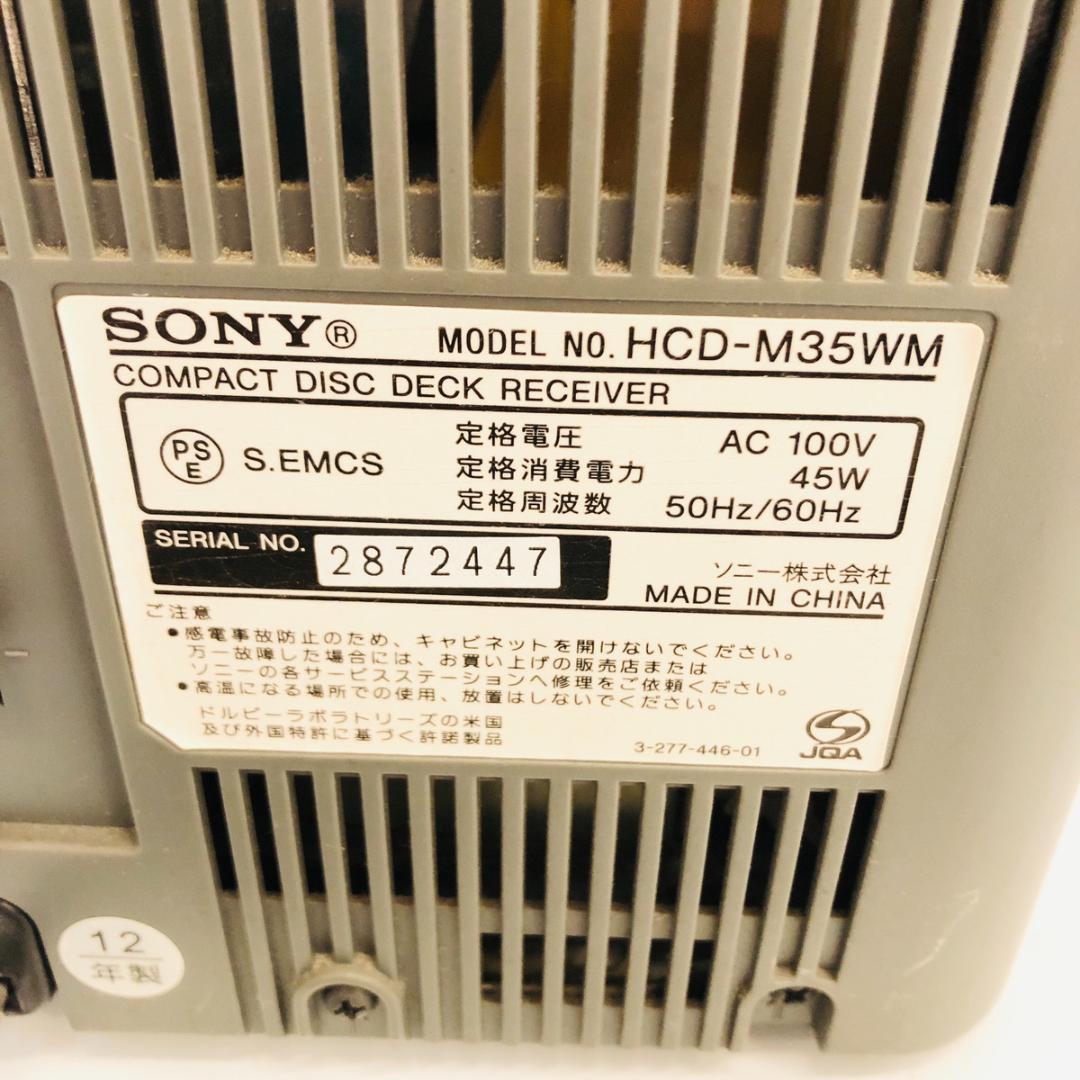 SONY®
MODEL NO. HCD-M35WM
COMPACT DISC DECK RECEIVER
PSE S.EMCS
定格電圧 AC 100V
定格消費電力 45W
定格周波数 50Hz/60Hz
SERIAL NO. 2872447
ソニー株式会社
MADE IN CHINA
ご注意
•感電事故防止のため、キャビネットを開けないでください。
万一故障した場合には、お買い上げの販売店または
ソニーの各サービスステーションへ修理をご依頼ください。
•高温になる場所での使用、放置はしないでください。
ドルビーラボラトリーズの米国
及び外国特許に基づく許諾製品
3-277-446-01
JQA
12
年製